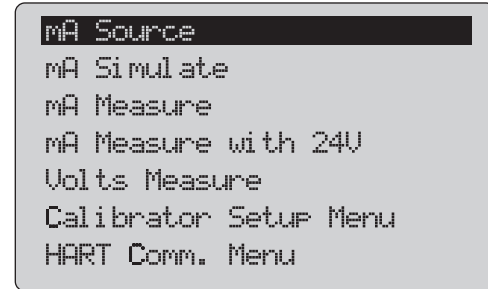 mA Source
mA Simulate
mA Measure
mA Measure with 24V
Volts Measure
Calibrator Setup Menu
HART Comm. Menu